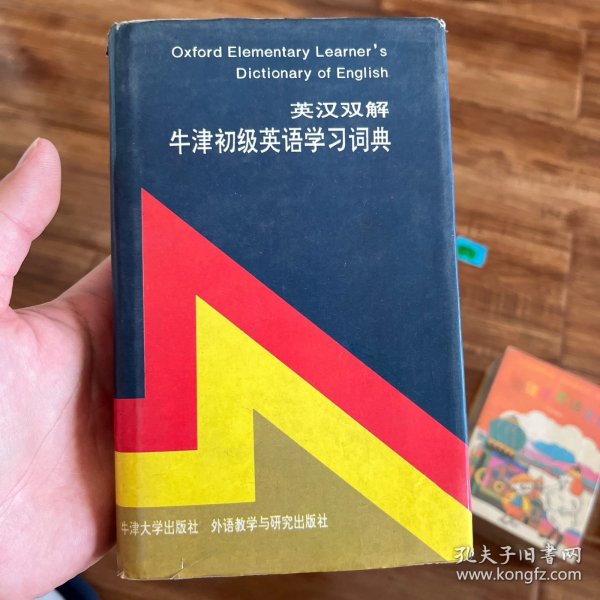 Oxford Elementary Learner's
Dictionary of English
英汉双解
牛津初级英语学习词典
牛津大学出版社 外语教学与研究出版社
孔夫子旧书网
www.kongfz.com